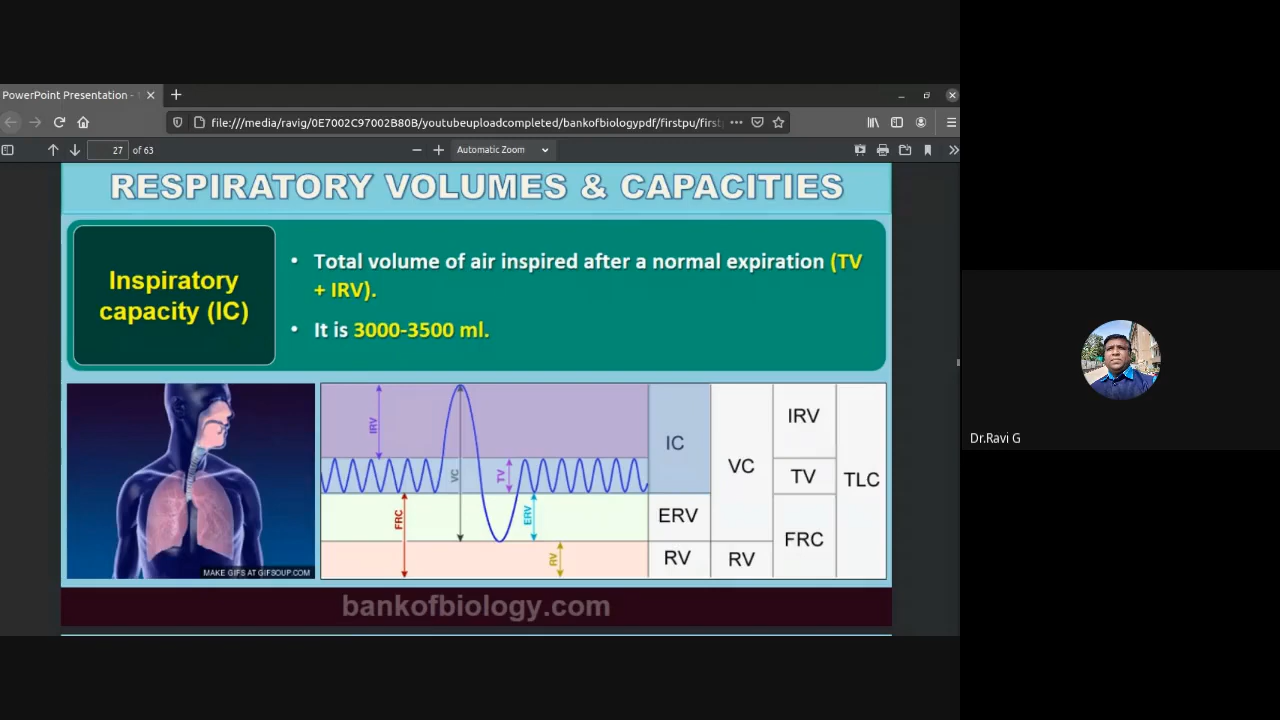 PowerPoint Presentation -
file:///media/ravig/0E7002C97002B80B/youtubeuploadcompleted/bankofbiologypdf/firstpu/first
27 of 63
Automatic Zoom
RESPIRATORY VOLUMES & CAPACITIES
Inspiratory
capacity (IC)
• Total volume of air inspired after a normal expiration (TV
+ IRV).
• It is 3000-3500 ml.
MAKE GIFS AT GIFSOUP.COM
IRV
VC
TV
FRC
ERV
RV
IC
ERV
RV
VC
RV
IRV
TV
FRC
TLC
bankofbiology.com
Dr.Ravi G